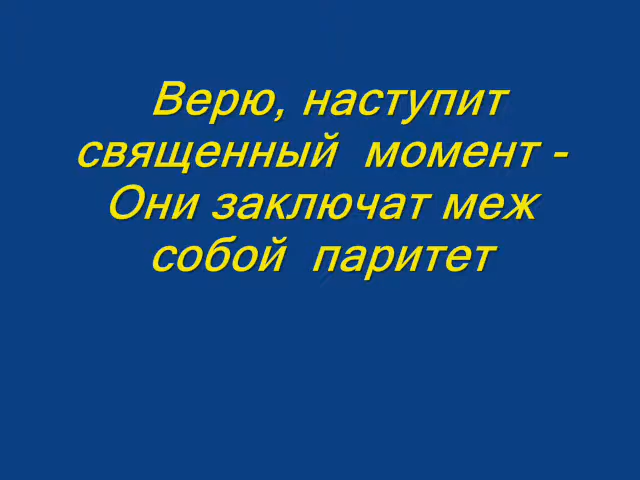 Верю, наступит
священный момент -
Они заключат меж
собой паритет